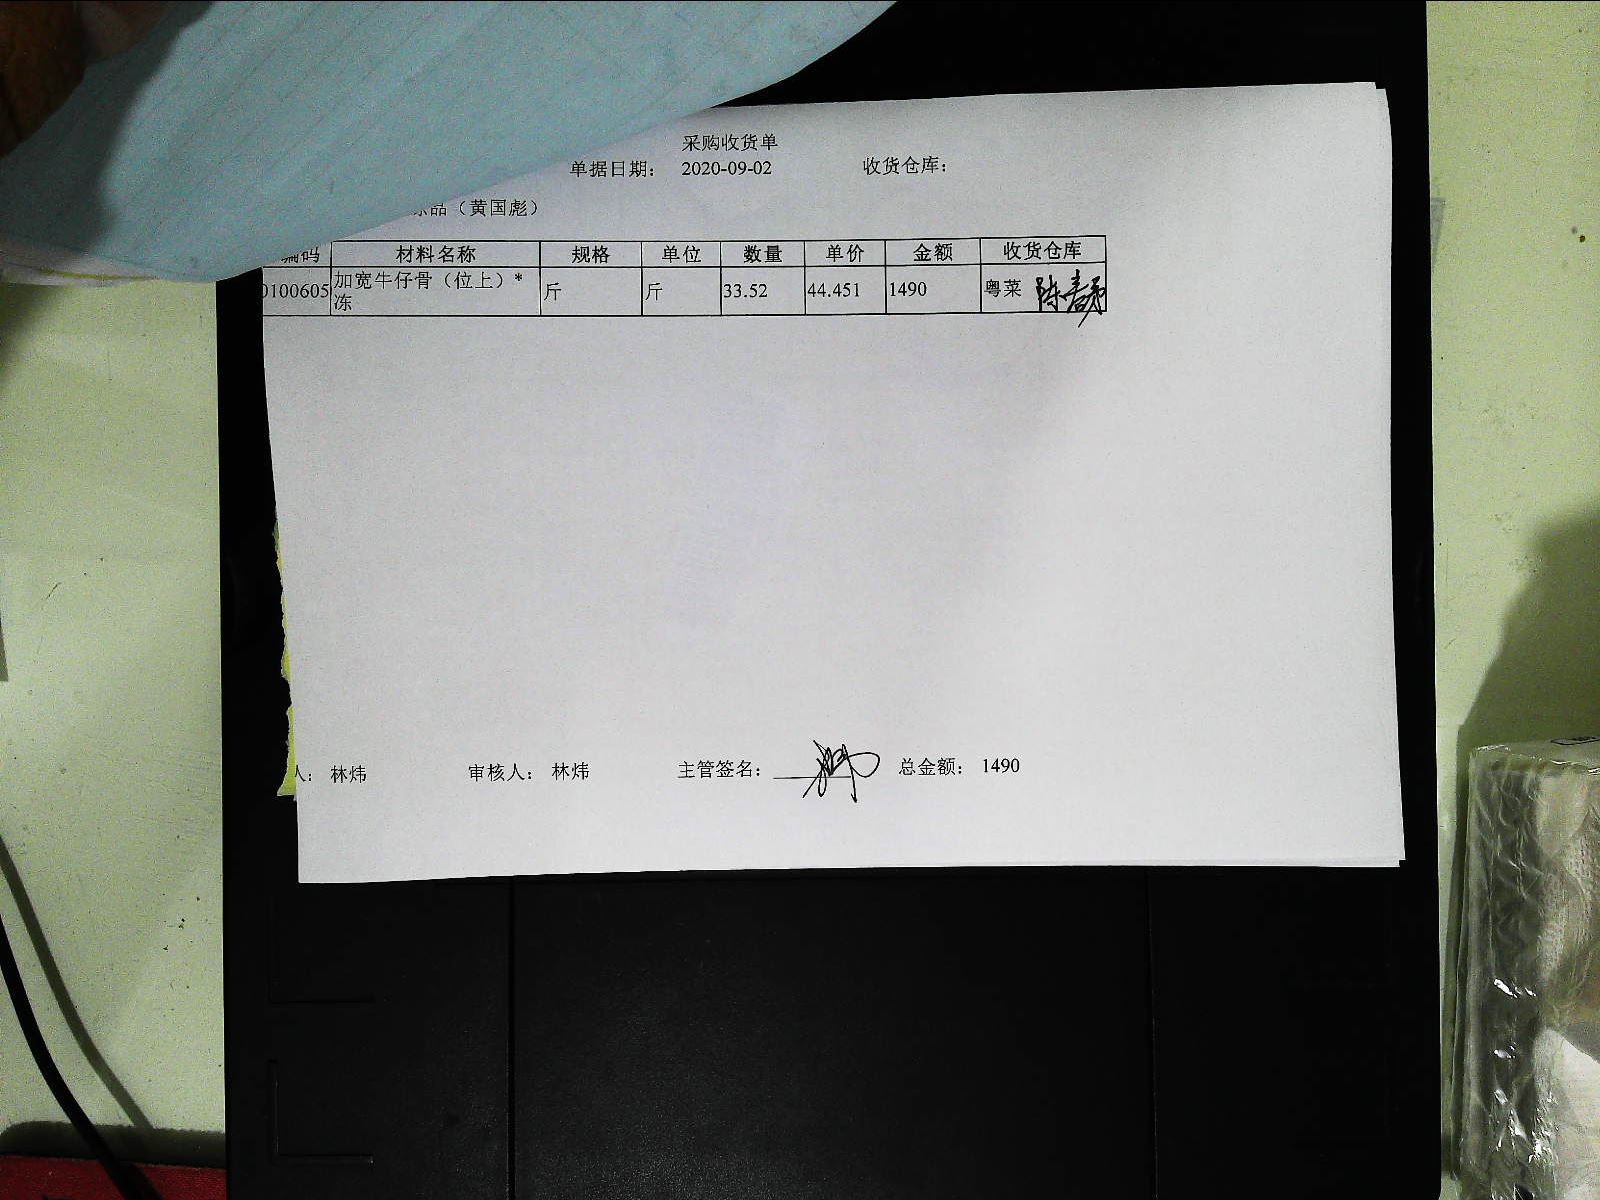 采购收货单
单据日期： 2020-09-02 收货仓库：
品（黄国彪）
编码 材料名称 规格 单位 数量 单价 金额 收货仓库
0100605 加宽牛仔骨（位上）* 斤 斤 33.52 44.451 1490 粤菜
冻
人： 林炜 审核人： 林炜 主管签名： 总金额： 1490